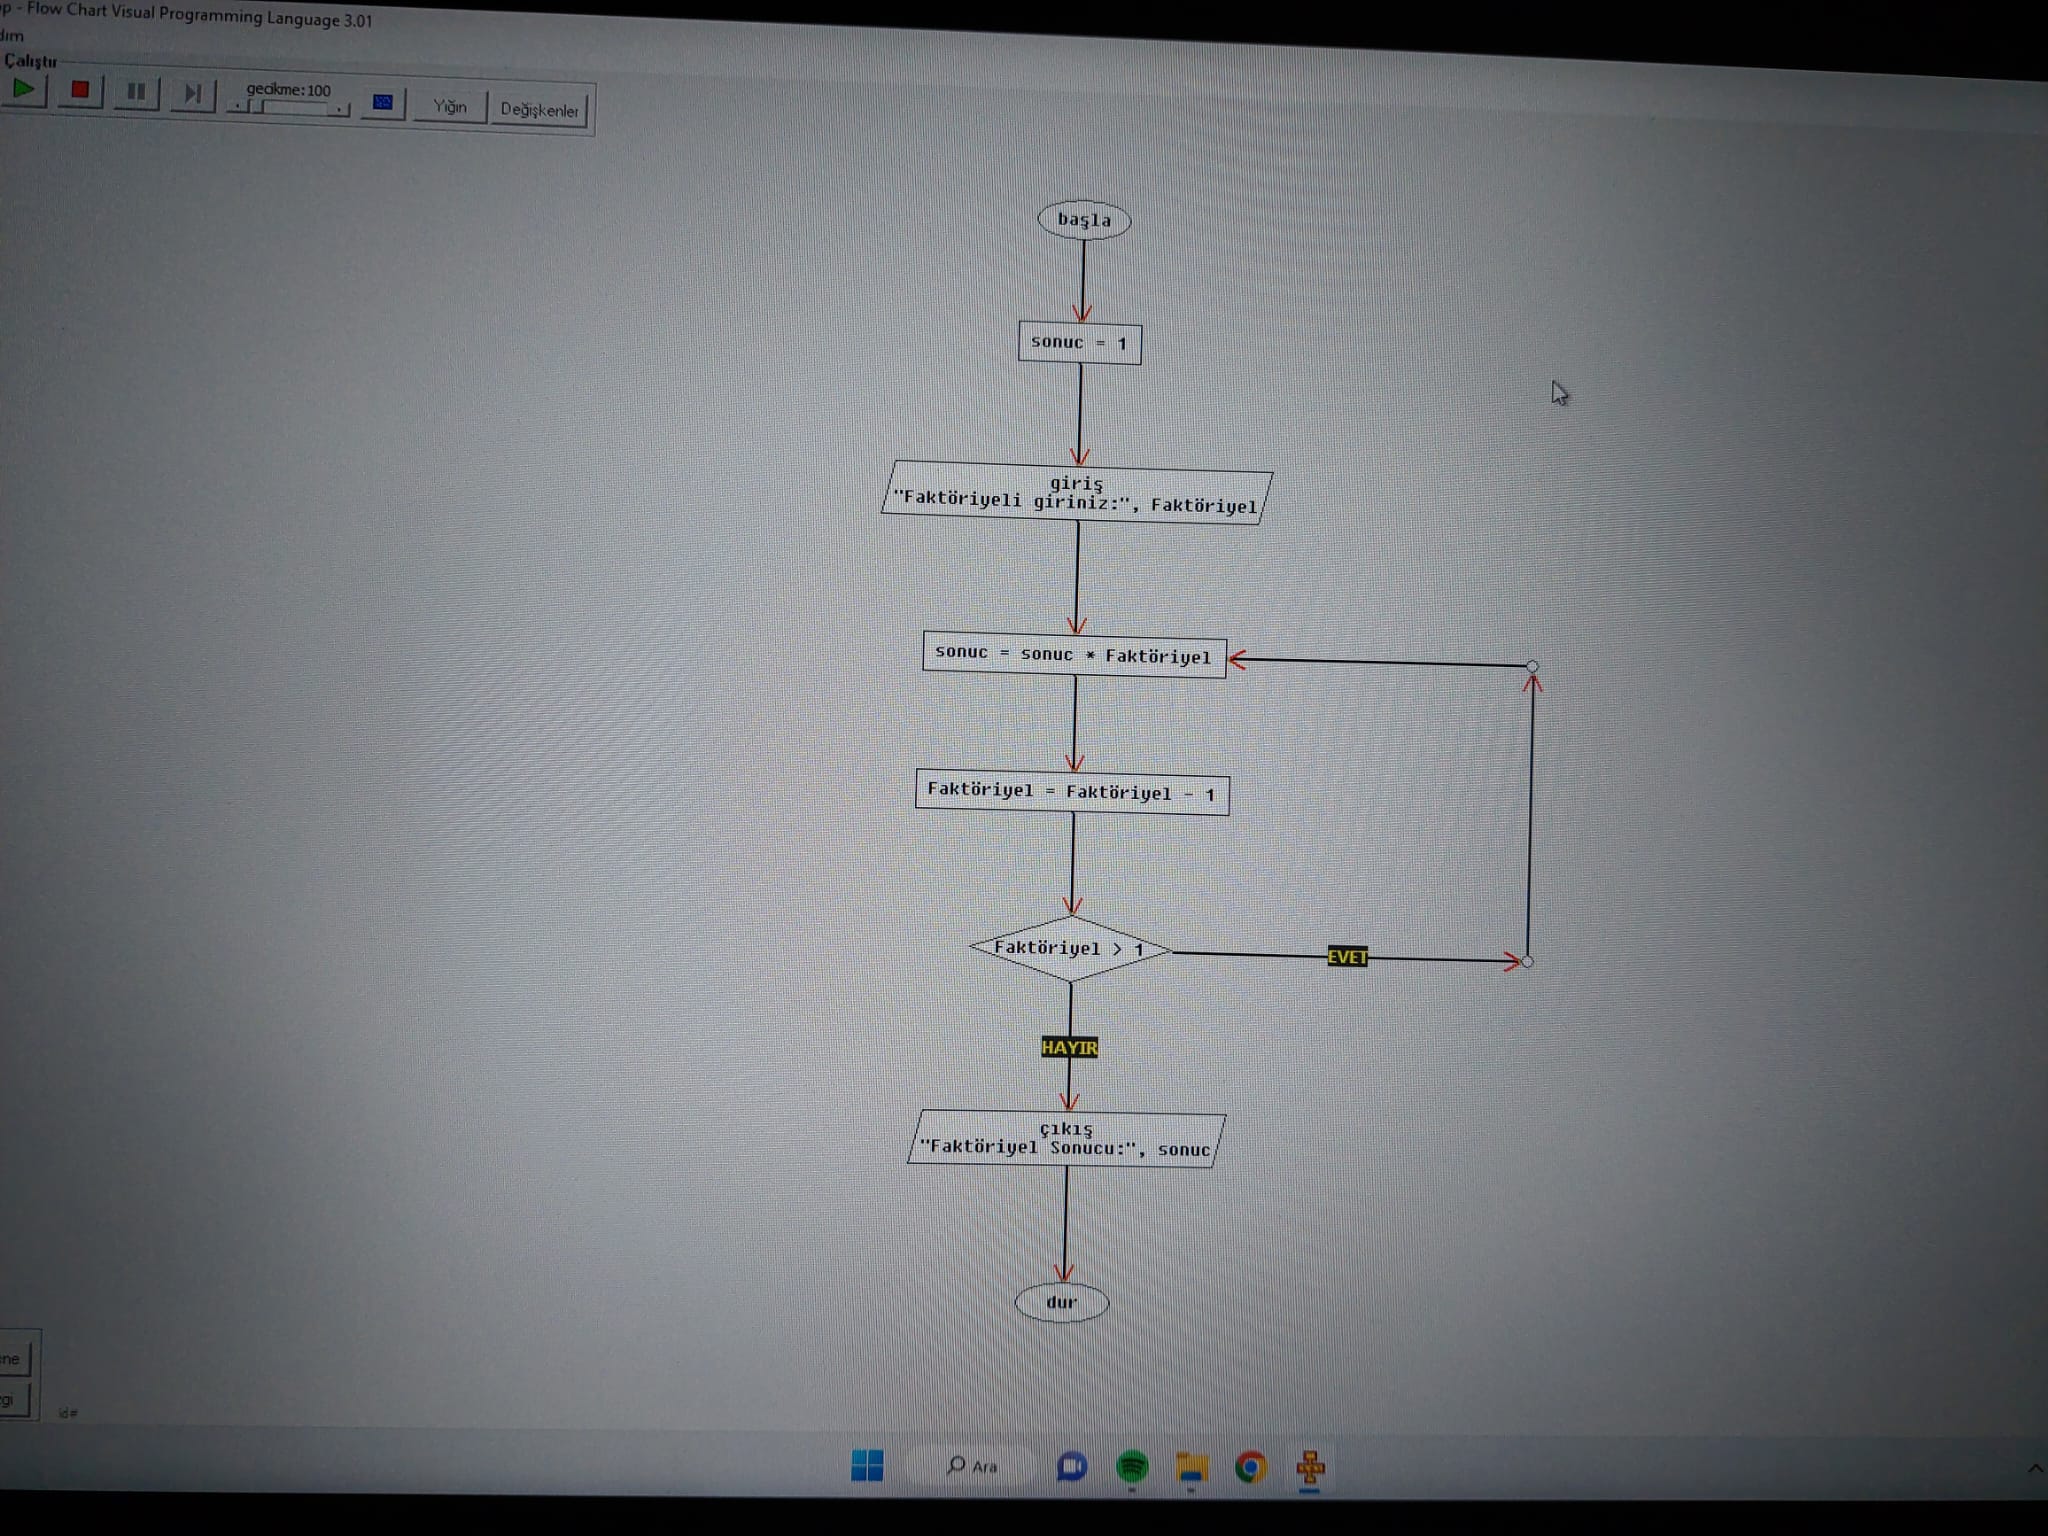 p - Flow Chart Visual Programming Language 3.01
dım
Çalıştır
gecikme:100
Yığın
Değişkenler
başla
sonuc = 1
giriş
"Faktöriyeli giriniz:", Faktöriyel
sonuc = sonuc * Faktöriyel
Faktöriyel = Faktöriyel - 1
Faktöriyel > 1
EVET
HAYIR
çıkış
"Faktöriyel Sonucu:", sonuc
dur
ne
gi
id#
Ara